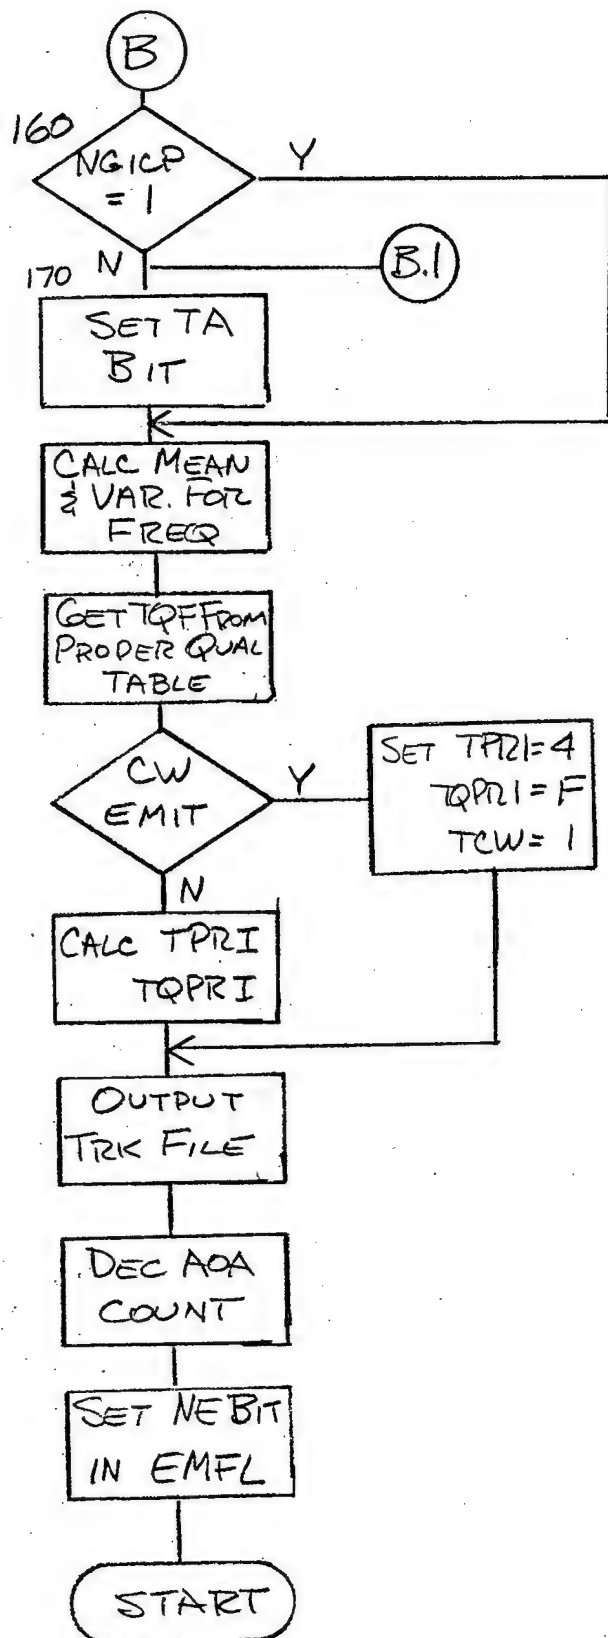 B
160
NGICP
= 1
Y
N
B.1
170
SET TA
BIT
CALC MEAN
& VAR. FOR
FREQ
GET TQF FROM
PROPER QUAL
TABLE
CW
EMIT
Y
SET TPRI=4
TQPRI=F
TCW= 1
N
CALC TPRI
TQPRI
OUTPUT
TRK FILE
DEC AOA
COUNT
SET NE BIT
IN EMFL
START